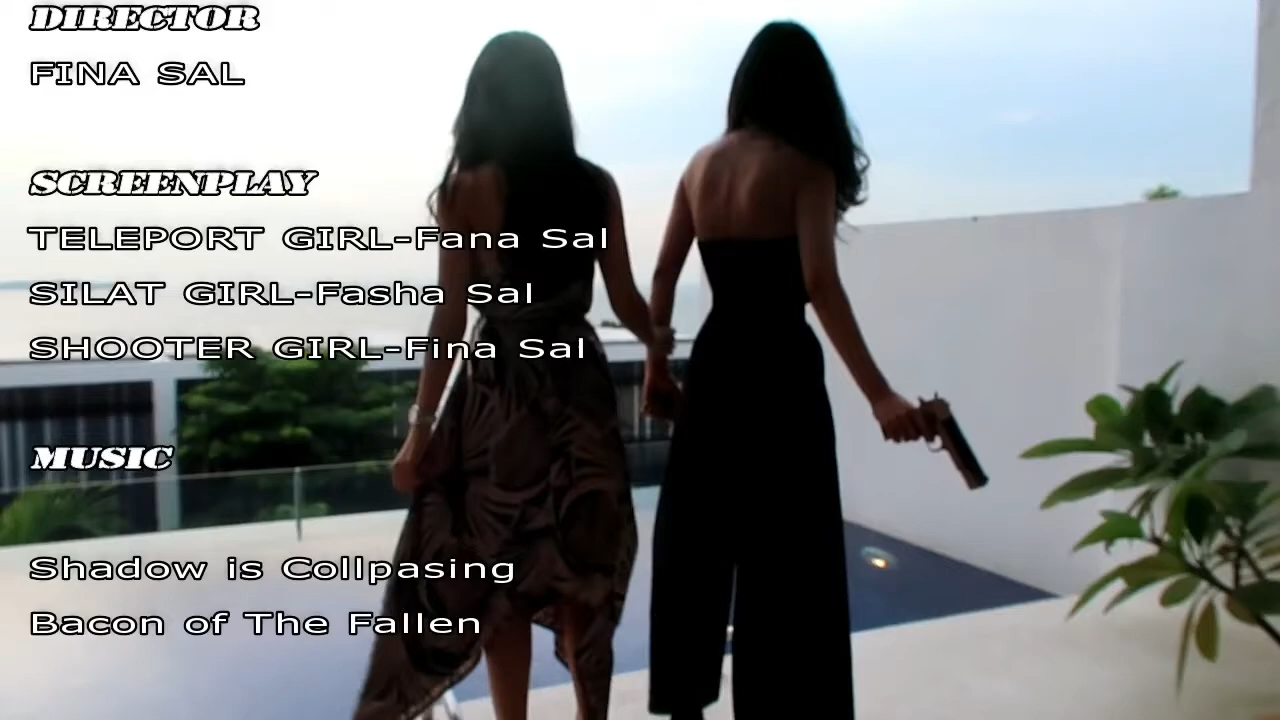 DIRECTOR
FINA SAL
SCREENPLAY
TELEPORT GIRL-Fana Sal
SILAT GIRL-Fasha Sal
SHOOTER GIRL-Fina Sal
MUSIC
Shadow is Collpasing
Bacon of The Fallen